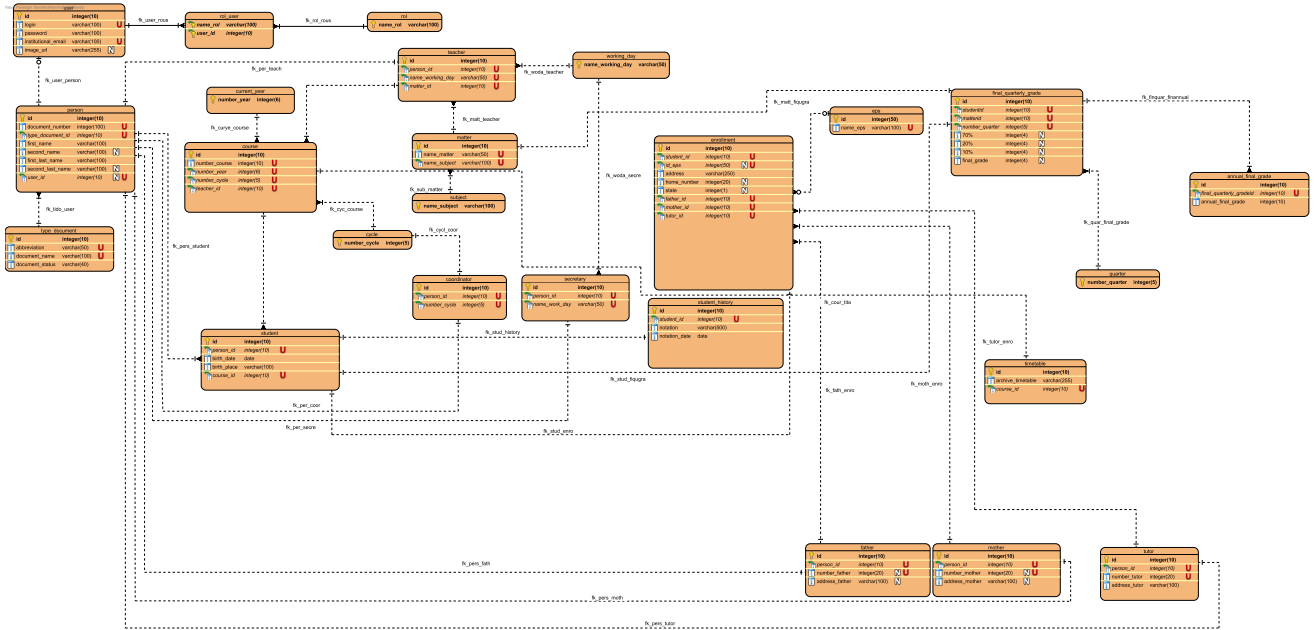 user
id integer(10)
login varchar(100) U
password varchar(100)
institutional_email varchar(100) U
image_url varchar(255) N
fk_user_rous
rol_user
name_rol varchar(100)
user_id integer(10)
fk_rol_rous
rol
name_rol varchar(100)
fk_user_person
fk_per_teach
teacher
id integer(10)
person_id integer(10) U
name_working_day varchar(50) U
matter_id integer(10) U
fk_woda_teacher
working_day
name_working_day varchar(50)
current_year
number_year integer(6)
fk_curye_course
fk_matt_teacher
fk_matt_fiqugra
eps
id integer(50)
name_eps varchar(100) U
final_quarterly_grade
id integer(10)
studentid integer(10) U
matterid integer(10) U
number_quarter integer(5) U
70% integer(4) N
20% integer(4) N
10% integer(4) N
final_grade integer(4) N
fk_finquar_finannual
person
id integer(10)
document_number integer(100) U
type_document_id integer(10) U
first_name varchar(100)
second_name varchar(100) N
first_last_name varchar(100)
second_last_name varchar(100) N
user_id integer(10) N U
course
id integer(10)
number_course integer(10) U
number_year integer(6) U
number_cycle integer(5) U
teacher_id integer(10) U
matter
id integer(10)
name_matter varchar(50) U
name_subject varchar(100) U
fk_sub_matter
subject
name_subject varchar(100)
fk_woda_secre
enrollment
id integer(10)
student_id integer(10) U
id_eps integer(50) N U
address varchar(250)
home_number integer(20) N
state integer(1) N
father_id integer(10) U
mother_id integer(10) U
tutor_id integer(10) U
annual_final_grade
id integer(10)
final_quarterly_gradeid integer(10) U
annual_final_grade integer(10)
fk_tido_user
type_document
id integer(10)
abbreviation varchar(50) U
document_name varchar(100) U
document_status varchar(40)
fk_pers_student
fk_cyc_course
cycle
number_cycle integer(5)
fk_cycl_coor
fk_quar_final_grade
quarter
number_quarter integer(5)
coordinator
id integer(10)
person_id integer(10) U
number_cycle integer(5) U
secretary
id integer(10)
person_id integer(10) U
name_work_day varchar(50) U
student_history
id integer(10)
student_id integer(10) U
notation varchar(500)
notation_date date
student
id integer(10)
person_id integer(10) U
birth_date date
birth_place varchar(100)
course_id integer(10) U
fk_stud_history
fk_tutor_enro
timetable
id integer(10)
archive_timetable varchar(255)
course_id integer(10) U
fk_stud_fiqugra
fk_fath_enro
fk_moth_enro
fk_per_coor
fk_per_secre
fk_stud_enro
father
id integer(10)
person_id integer(10) U
number_father integer(20) N U
address_father varchar(100) N
mother
id integer(10)
person_id integer(10) U
number_mother integer(20) N U
address_mother varchar(100) N
tutor
id integer(10)
person_id integer(10) U
number_tutor integer(20) U
address_tutor varchar(100)
fk_pers_fath
fk_pers_moth
fk_pers_tutor